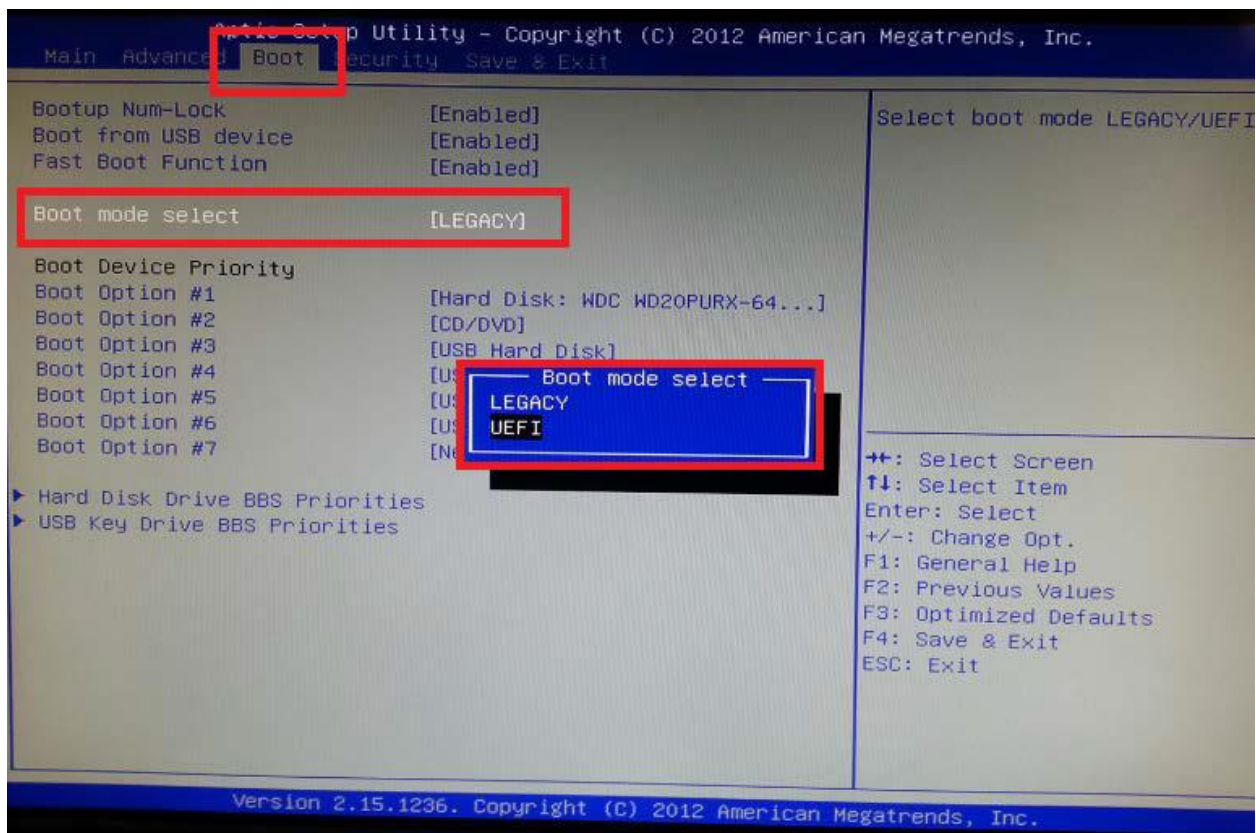 Aptio Setup Utility – Copyright (C) 2012 American Megatrends, Inc.
Main Advanced Boot Security Save & Exit
Bootup Num-Lock [Enabled]
Boot from USB device [Enabled]
Fast Boot Function [Enabled]
Boot mode select [LEGACY]
Boot Device Priority
Boot Option #1 [Hard Disk: WDC WD20PURX-64...]
Boot Option #2 [CD/DVD]
Boot Option #3 [USB Hard Disk]
Boot Option #4
Boot Option #5
Boot Option #6
Boot Option #7
Hard Disk Drive BBS Priorities
USB Key Drive BBS Priorities
Boot mode select
LEGACY
UEFI
Select boot mode LEGACY/UEFI
→←: Select Screen
↑↓: Select Item
Enter: Select
+/-: Change Opt.
F1: General Help
F2: Previous Values
F3: Optimized Defaults
F4: Save & Exit
ESC: Exit
Version 2.15.1236. Copyright (C) 2012 American Megatrends, Inc.